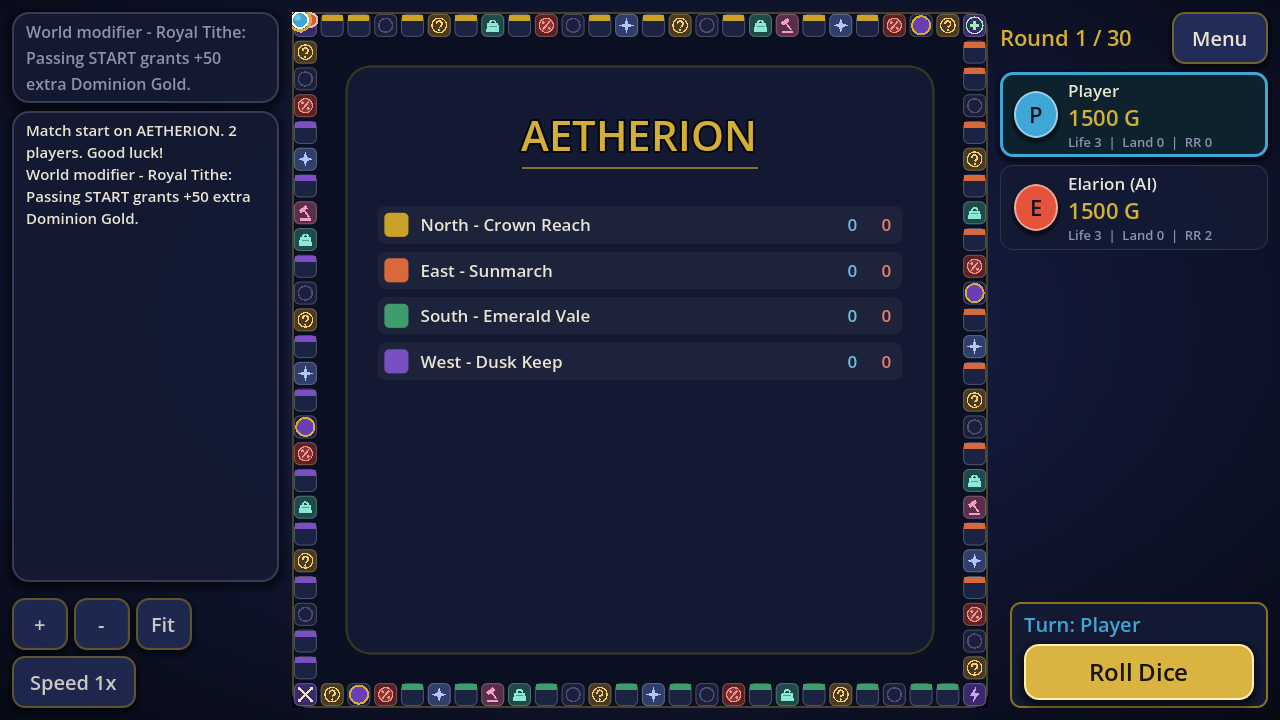 World modifier - Royal Tithe:
Passing START grants +50
extra Dominion Gold.
Match start on AETHERION. 2
players. Good luck!
World modifier - Royal Tithe:
Passing START grants +50 extra
Dominion Gold.
+
-
Fit
Speed 1x
AETHERION
North - Crown Reach 0 0
East - Sunmarch 0 0
South - Emerald Vale 0 0
West - Dusk Keep 0 0
Round 1 / 30
Menu
P
Player
1500 G
Life 3 | Land 0 | RR 0
E
Elarion (AI)
1500 G
Life 3 | Land 0 | RR 2
Turn: Player
Roll Dice